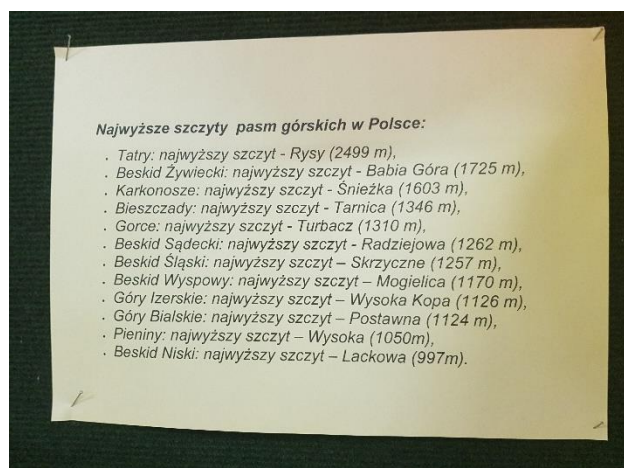 Najwyższe szczyty pasm górskich w Polsce:
. Tatry: najwyższy szczyt - Rysy (2499 m),
. Beskid Żywiecki: najwyższy szczyt - Babia Góra (1725 m),
. Karkonosze: najwyższy szczyt - Śnieżka (1603 m),
. Bieszczady: najwyższy szczyt - Tarnica (1346 m),
. Gorce: najwyższy szczyt - Turbacz (1310 m),
. Beskid Sądecki: najwyższy szczyt - Radziejowa (1262 m),
. Beskid Śląski: najwyższy szczyt – Skrzyczne (1257 m),
. Beskid Wyspowy: najwyższy szczyt – Mogielica (1170 m),
. Góry Izerskie: najwyższy szczyt – Wysoka Kopa (1126 m),
. Góry Bialskie: najwyższy szczyt – Postawna (1124 m),
. Pieniny: najwyższy szczyt – Wysoka (1050m),
. Beskid Niski: najwyższy szczyt – Lackowa (997m).